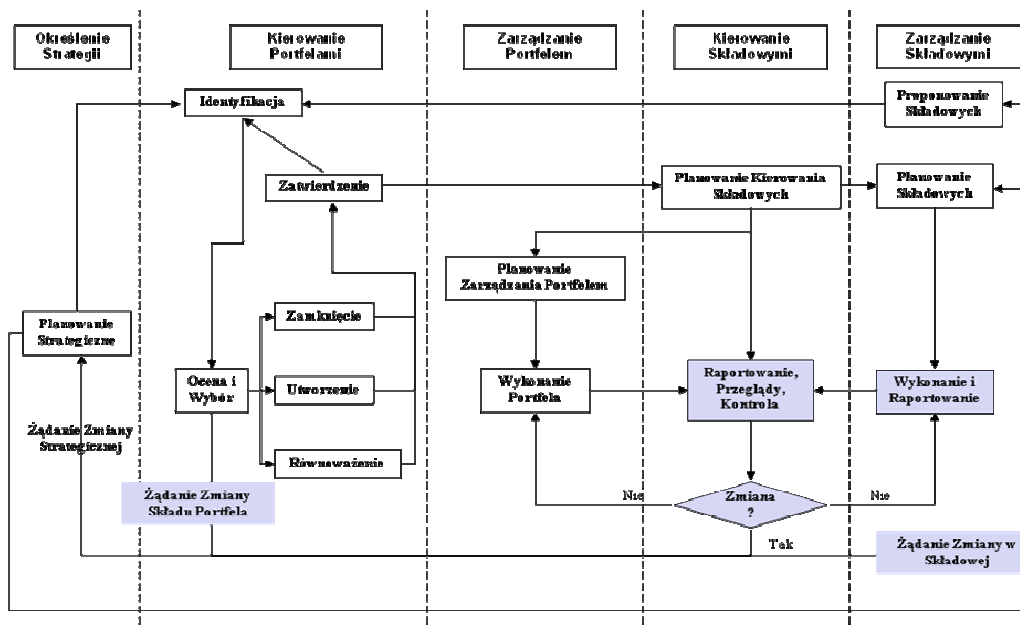 Określenie
Strategii
Kierowanie
Portfelami
Zarządzanie
Portfelem
Kierowanie
Składowymi
Zarządzanie
Składowymi
Identyfikacja
Proponowanie
Składowych
Zatwierdzenie
Planowanie Kierowania
Składowych
Planowanie
Składowych
Planowanie
Zarządzania Portfelem
Planowanie
Strategiczne
Zamknięcie
Ocena i
Wybór
Utworzenie
Wykonanie
Portfela
Raportowanie,
Przeglądy,
Kontrola
Wykonanie i
Raportowanie
Żądanie Zmiany
Strategicznej
Równoważenie
Żądanie Zmiany
Składu Portfela
Nie
Zmiana
?
Nie
Tak
Żądanie Zmiany w
Składowej